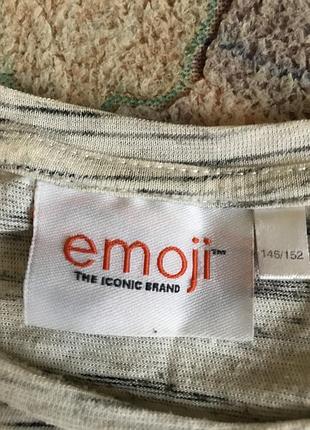 emoji™
THE ICONIC BRAND
146/152